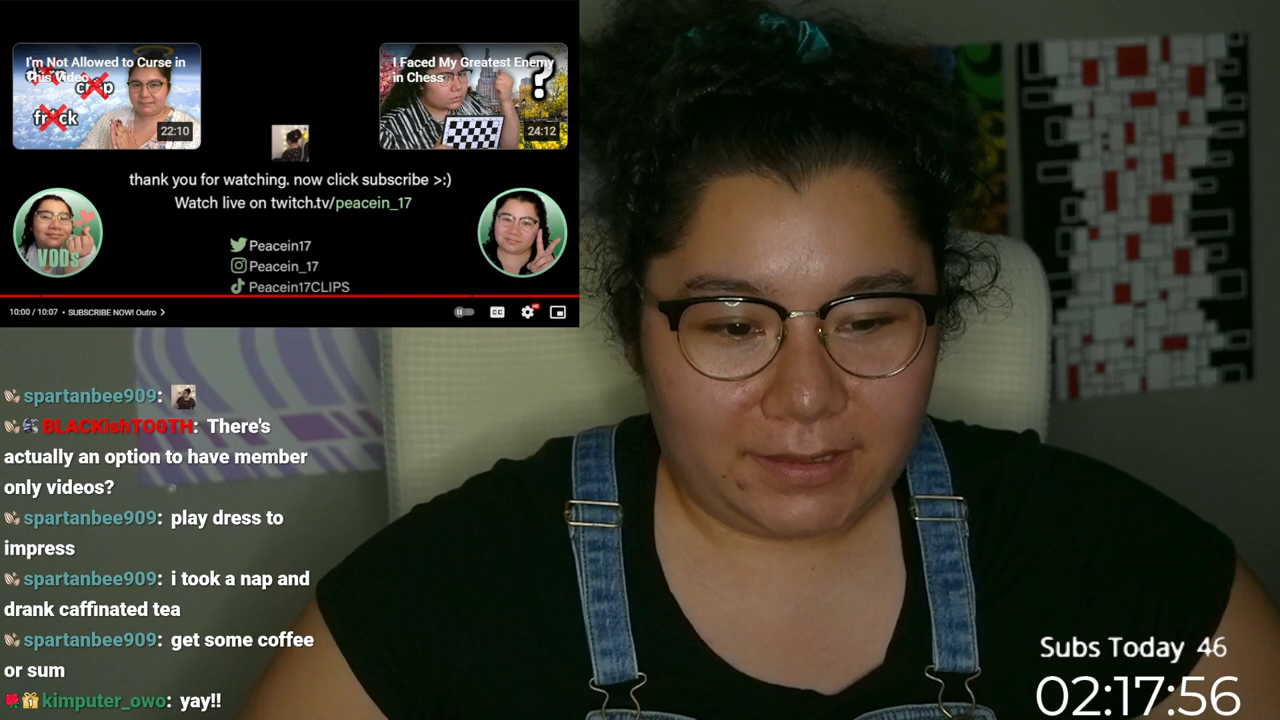 I'm Not Allowed to Curse in
This Video
crap
frick
22:10
I Faced My Greatest Enemy
in Chess
?
24:12
thank you for watching. now click subscribe >:)
Watch live on twitch.tv/peacein_17
VODs
Peacein17
Peacein_17
Peacein17CLIPS
10:00 / 10:07 • SUBSCRIBE NOW! Outro >
CC
HD
spartanbee909:
BLACKishTO0TH: There's
actually an option to have member
only videos?
spartanbee909: play dress to
impress
spartanbee909: i took a nap and
drank caffinated tea
spartanbee909: get some coffee
or sum
kimputer_owo: yay!!
Subs Today 46
02:17:56